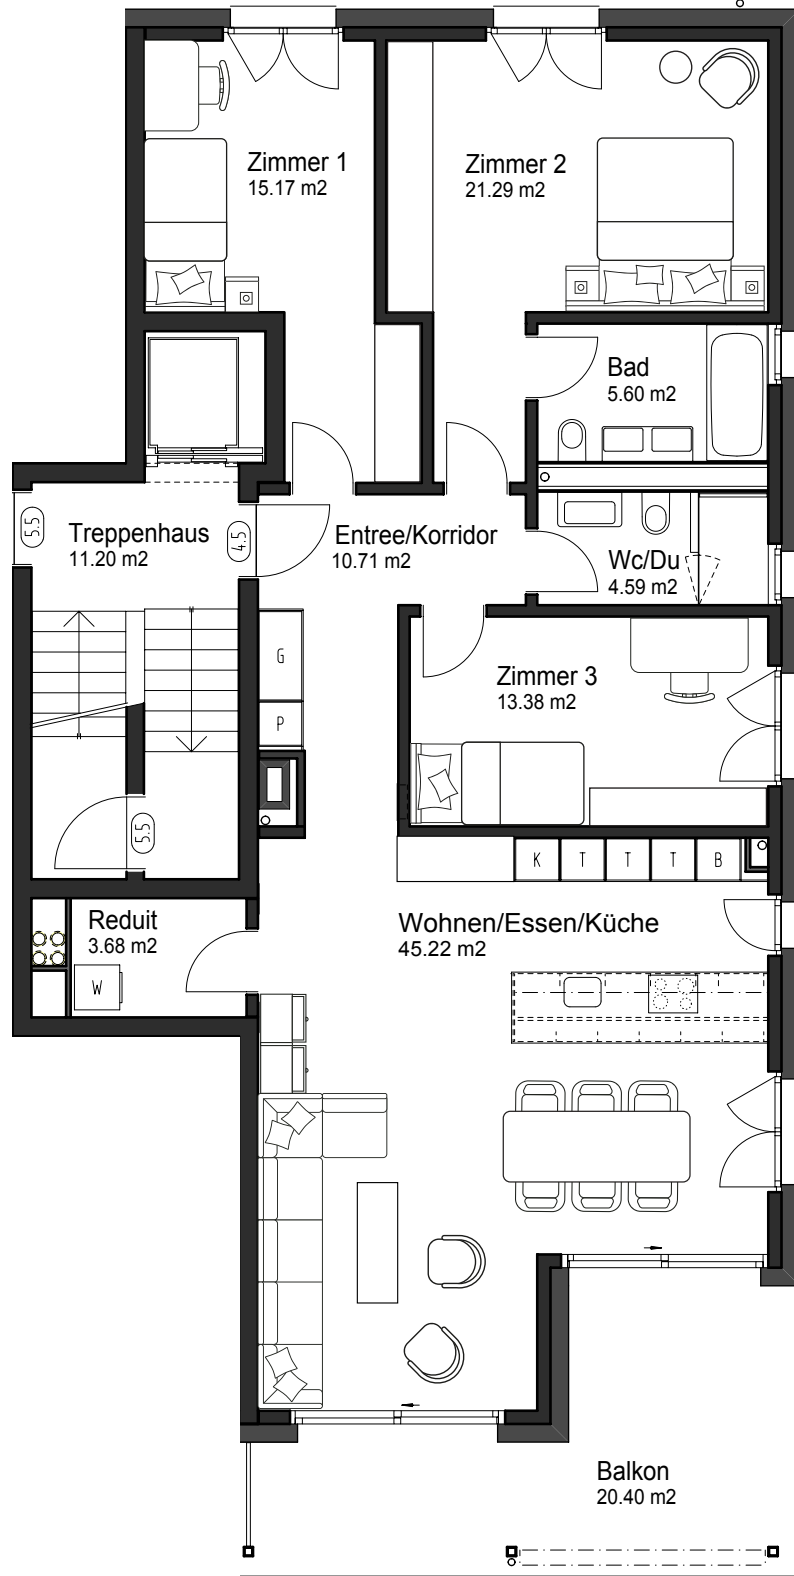 Zimmer 1
15.17 m2
Zimmer 2
21.29 m2
Bad
5.60 m2
5.5
Treppenhaus
11.20 m2
4.5
Entree/Korridor
10.71 m2
Wc/Du
4.59 m2
G
P
Zimmer 3
13.38 m2
5.5
K
T
T
T
B
Reduit
3.68 m2
W
Wohnen/Essen/Küche
45.22 m2
Balkon
20.40 m2